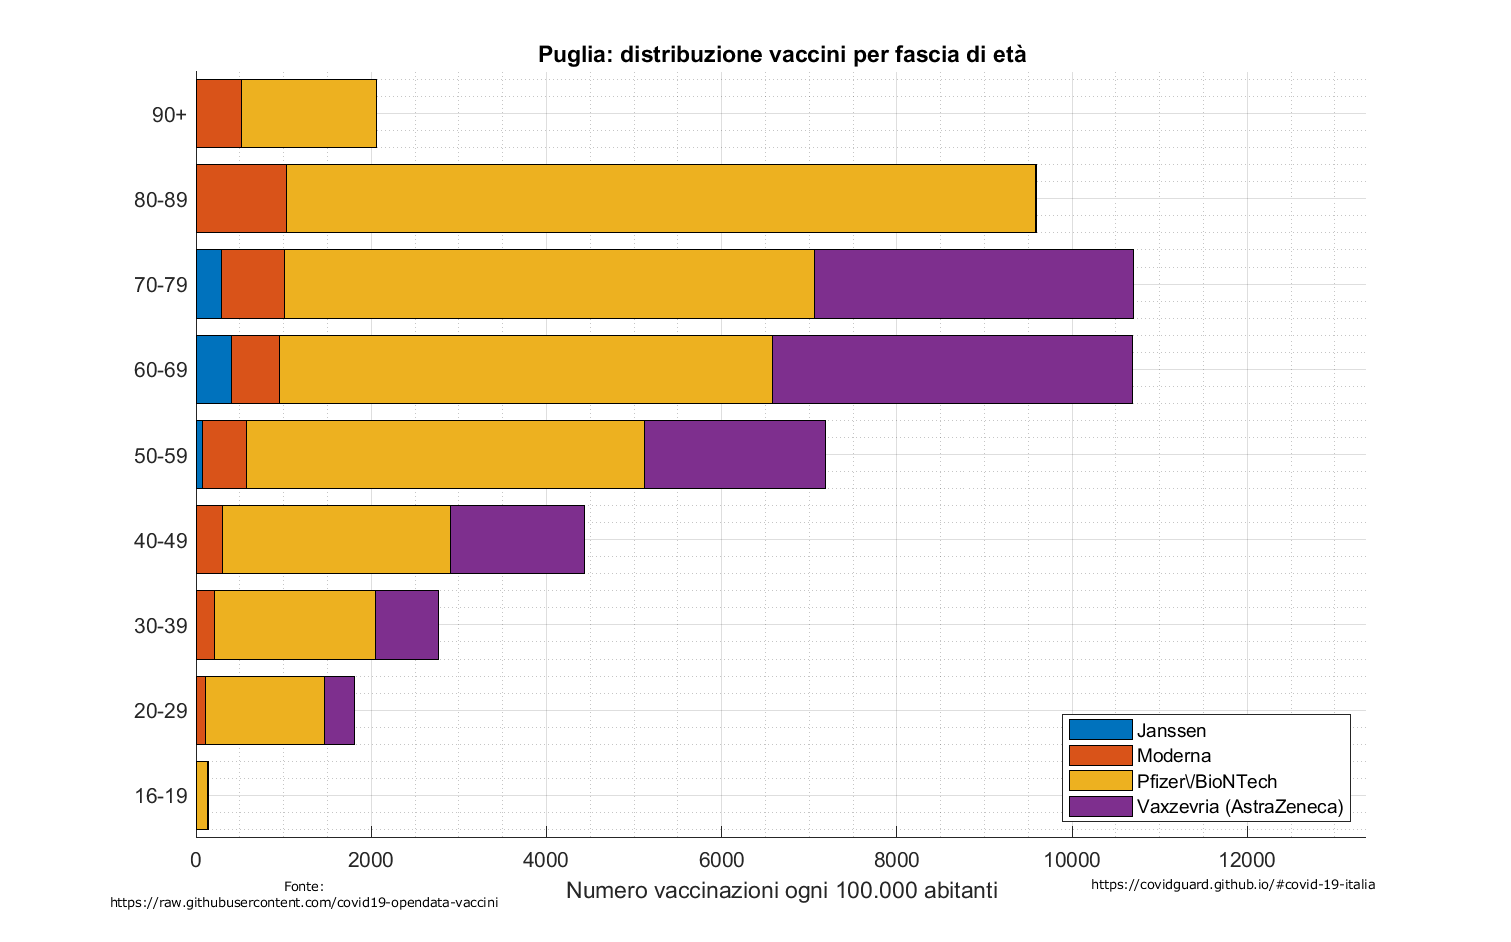 Puglia: distribuzione vaccini per fascia di età
90+
80-89
70-79
60-69
50-59
40-49
30-39
20-29
16-19
Janssen
Moderna
Pfizer\/BioNTech
Vaxzevria (AstraZeneca)
0 2000 4000 6000 8000 10000 12000
Numero vaccinazioni ogni 100.000 abitanti
Fonte:
https://raw.githubusercontent.com/covid19-opendata-vaccini
https://covidguard.github.io/#covid-19-italia